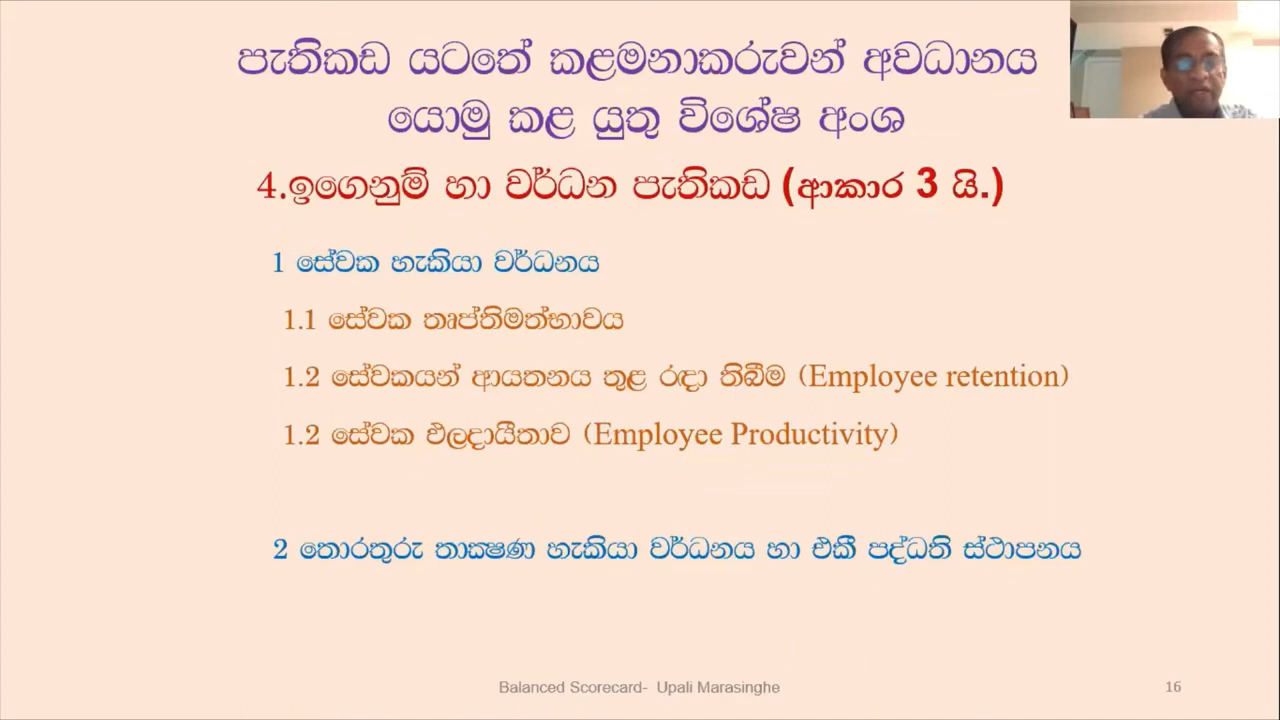 පැතිකඩ යටතේ කළමනාකරුවන් අවධානය
යොමු කළ යුතු විශේෂ අංශ
4.ඉගෙනුම් හා වර්ධන පැතිකඩ (ආකාර 3 යි.)
1 සේවක හැකියා වර්ධනය
1.1 සේවක තෘප්තිමත්භාවය
1.2 සේවකයන් ආයතනය තුළ රඳා තිබීම (Employee retention)
1.2 සේවක ඵලදායීතාව (Employee Productivity)
2 තොරතුරු තාක්‍ෂණ හැකියා වර්ධනය හා එකී පද්ධති ස්ථාපනය
Balanced Scorecard- Upali Marasinghe
16